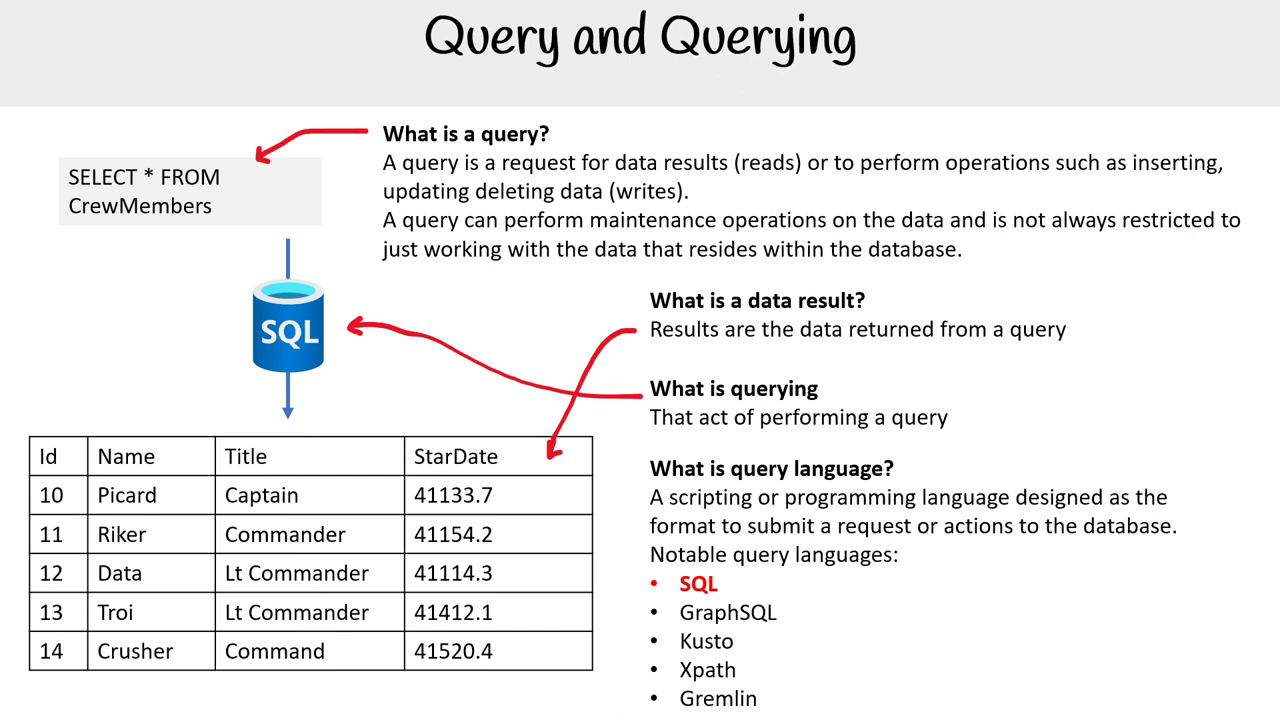 Query and Querying
What is a query?
A query is a request for data results (reads) or to perform operations such as inserting,
updating deleting data (writes).
A query can perform maintenance operations on the data and is not always restricted to
just working with the data that resides within the database.
SELECT * FROM
CrewMembers
SQL
What is a data result?
Results are the data returned from a query
What is querying
That act of performing a query
Id Name Title StarDate
10 Picard Captain 41133.7
11 Riker Commander 41154.2
12 Data Lt Commander 41114.3
13 Troi Lt Commander 41412.1
14 Crusher Command 41520.4
What is query language?
A scripting or programming language designed as the
format to submit a request or actions to the database.
Notable query languages:
• SQL
• GraphSQL
• Kusto
• Xpath
• Gremlin